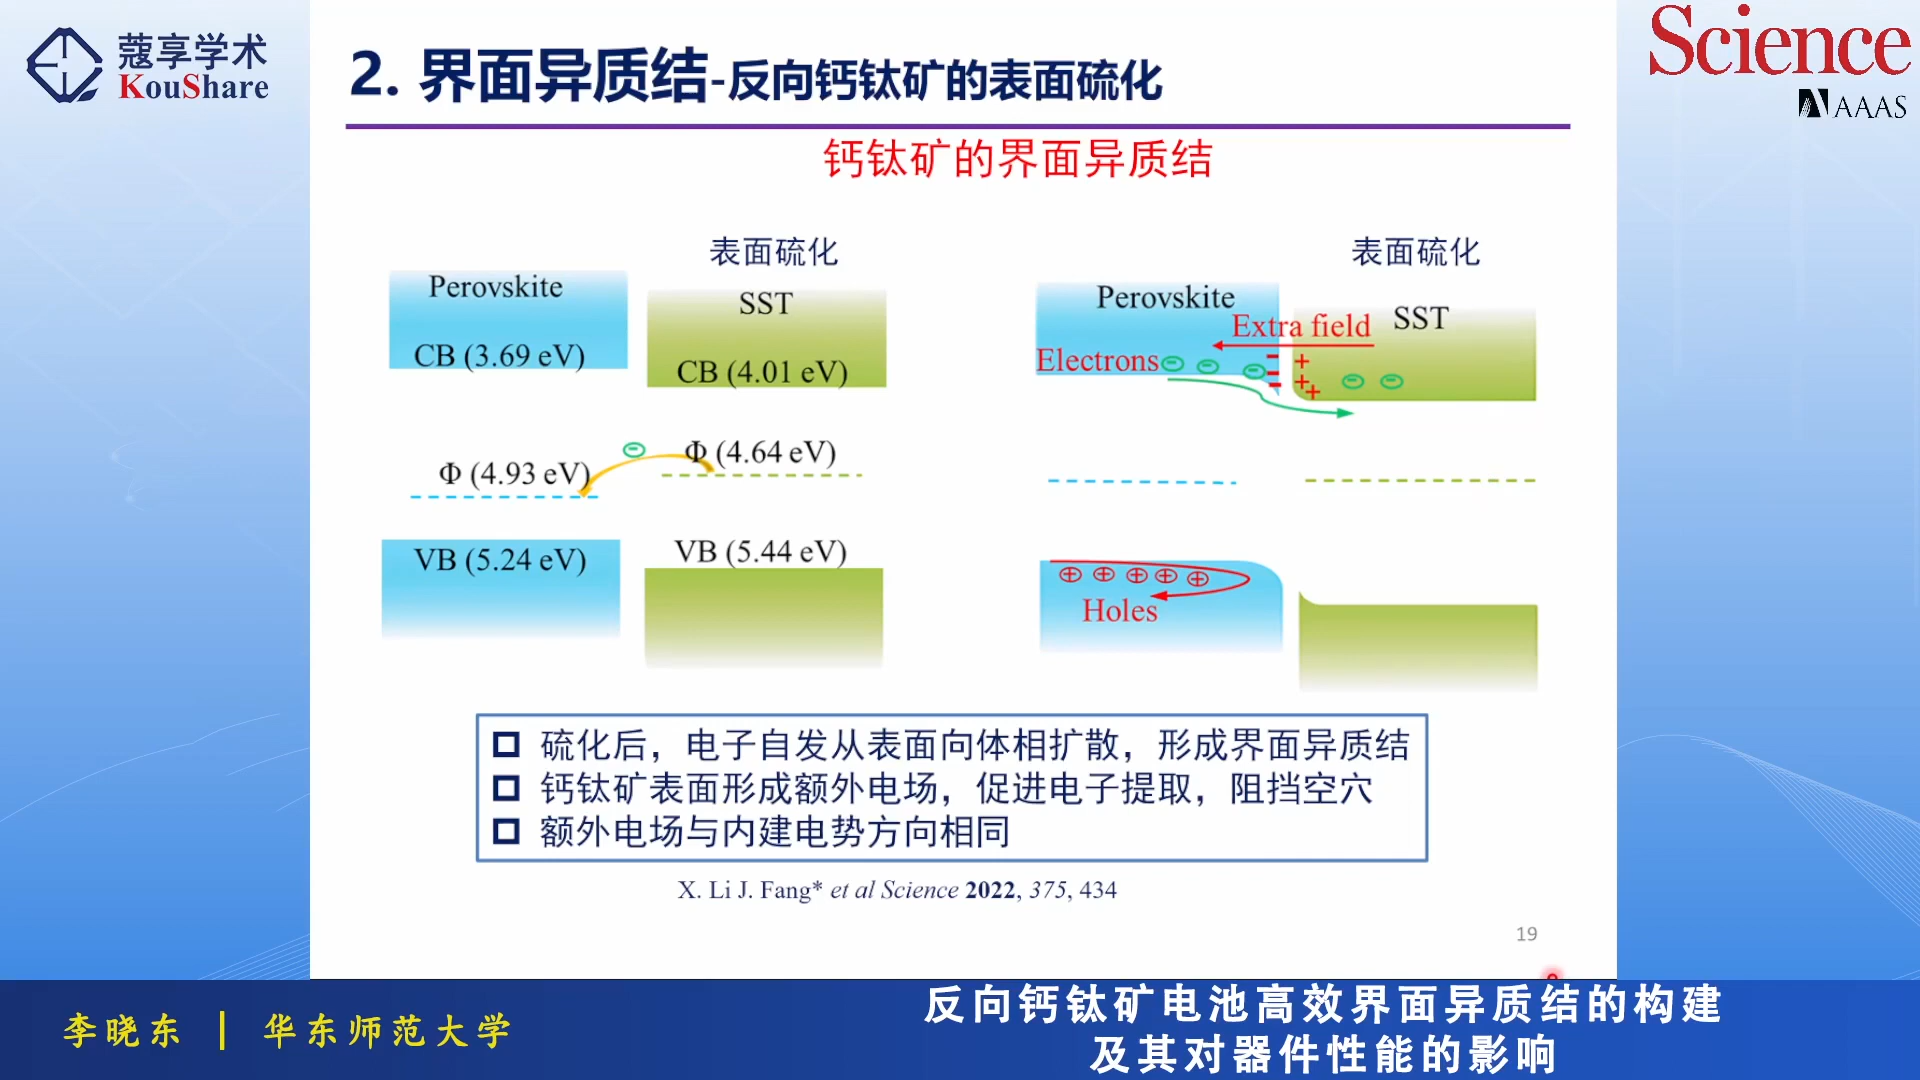 蔻享学术
KouShare
Science
AAAS
2. 界面异质结-反向钙钛矿的表面硫化
钙钛矿的界面异质结
表面硫化
Perovskite
SST
CB (3.69 eV)
CB (4.01 eV)
Φ (4.93 eV)
Φ (4.64 eV)
VB (5.24 eV)
VB (5.44 eV)
表面硫化
Perovskite
SST
Extra field
Electrons
Holes
硫化后，电子自发从表面向体相扩散，形成界面异质结
钙钛矿表面形成额外电场，促进电子提取，阻挡空穴
额外电场与内建电势方向相同
X. Li J. Fang* et al Science 2022, 375, 434
19
李晓东 | 华东师范大学
反向钙钛矿电池高效界面异质结的构建
及其对器件性能的影响